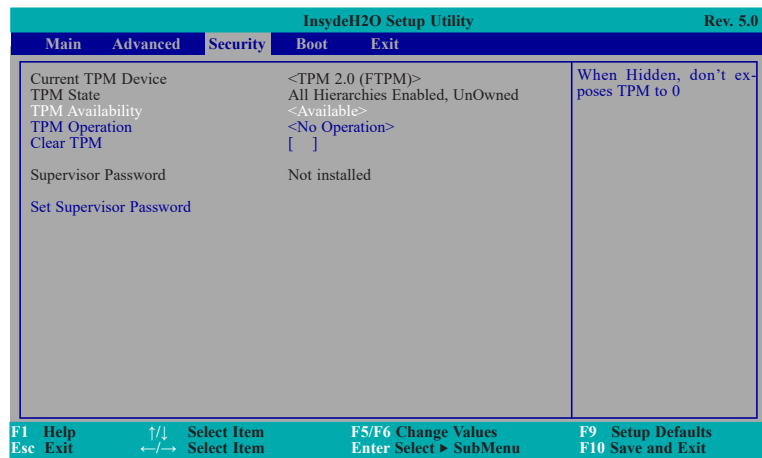 InsydeH2O Setup Utility Rev. 5.0
Main Advanced Security Boot Exit
Current TPM Device <TPM 2.0 (FTPM)>
TPM State All Hierarchies Enabled, UnOwned
TPM Availability <Available>
TPM Operation <No Operation>
Clear TPM [ ]
Supervisor Password Not installed
Set Supervisor Password
When Hidden, don't ex-
poses TPM to 0
F1 Help ↑/↓ Select Item F5/F6 Change Values F9 Setup Defaults
Esc Exit ←/→ Select Item Enter Select ► SubMenu F10 Save and Exit